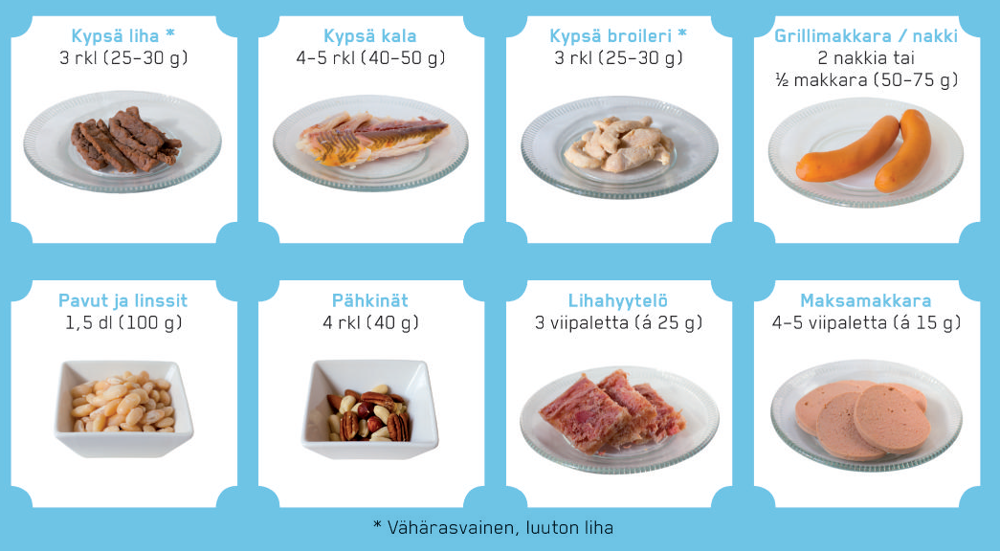 Kypsä liha *
3 rkl (25–30 g)
Kypsä kala
4–5 rkl (40–50 g)
Kypsä broileri *
3 rkl (25–30 g)
Grillimakkara / nakki
2 nakkia tai
½ makkara (50–75 g)
Pavut ja linssit
1,5 dl (100 g)
Pähkinät
4 rkl (40 g)
Lihahyytelö
3 viipaletta (á 25 g)
Maksamakkara
4–5 viipaletta (á 15 g)
* Vähärasvainen, luuton liha